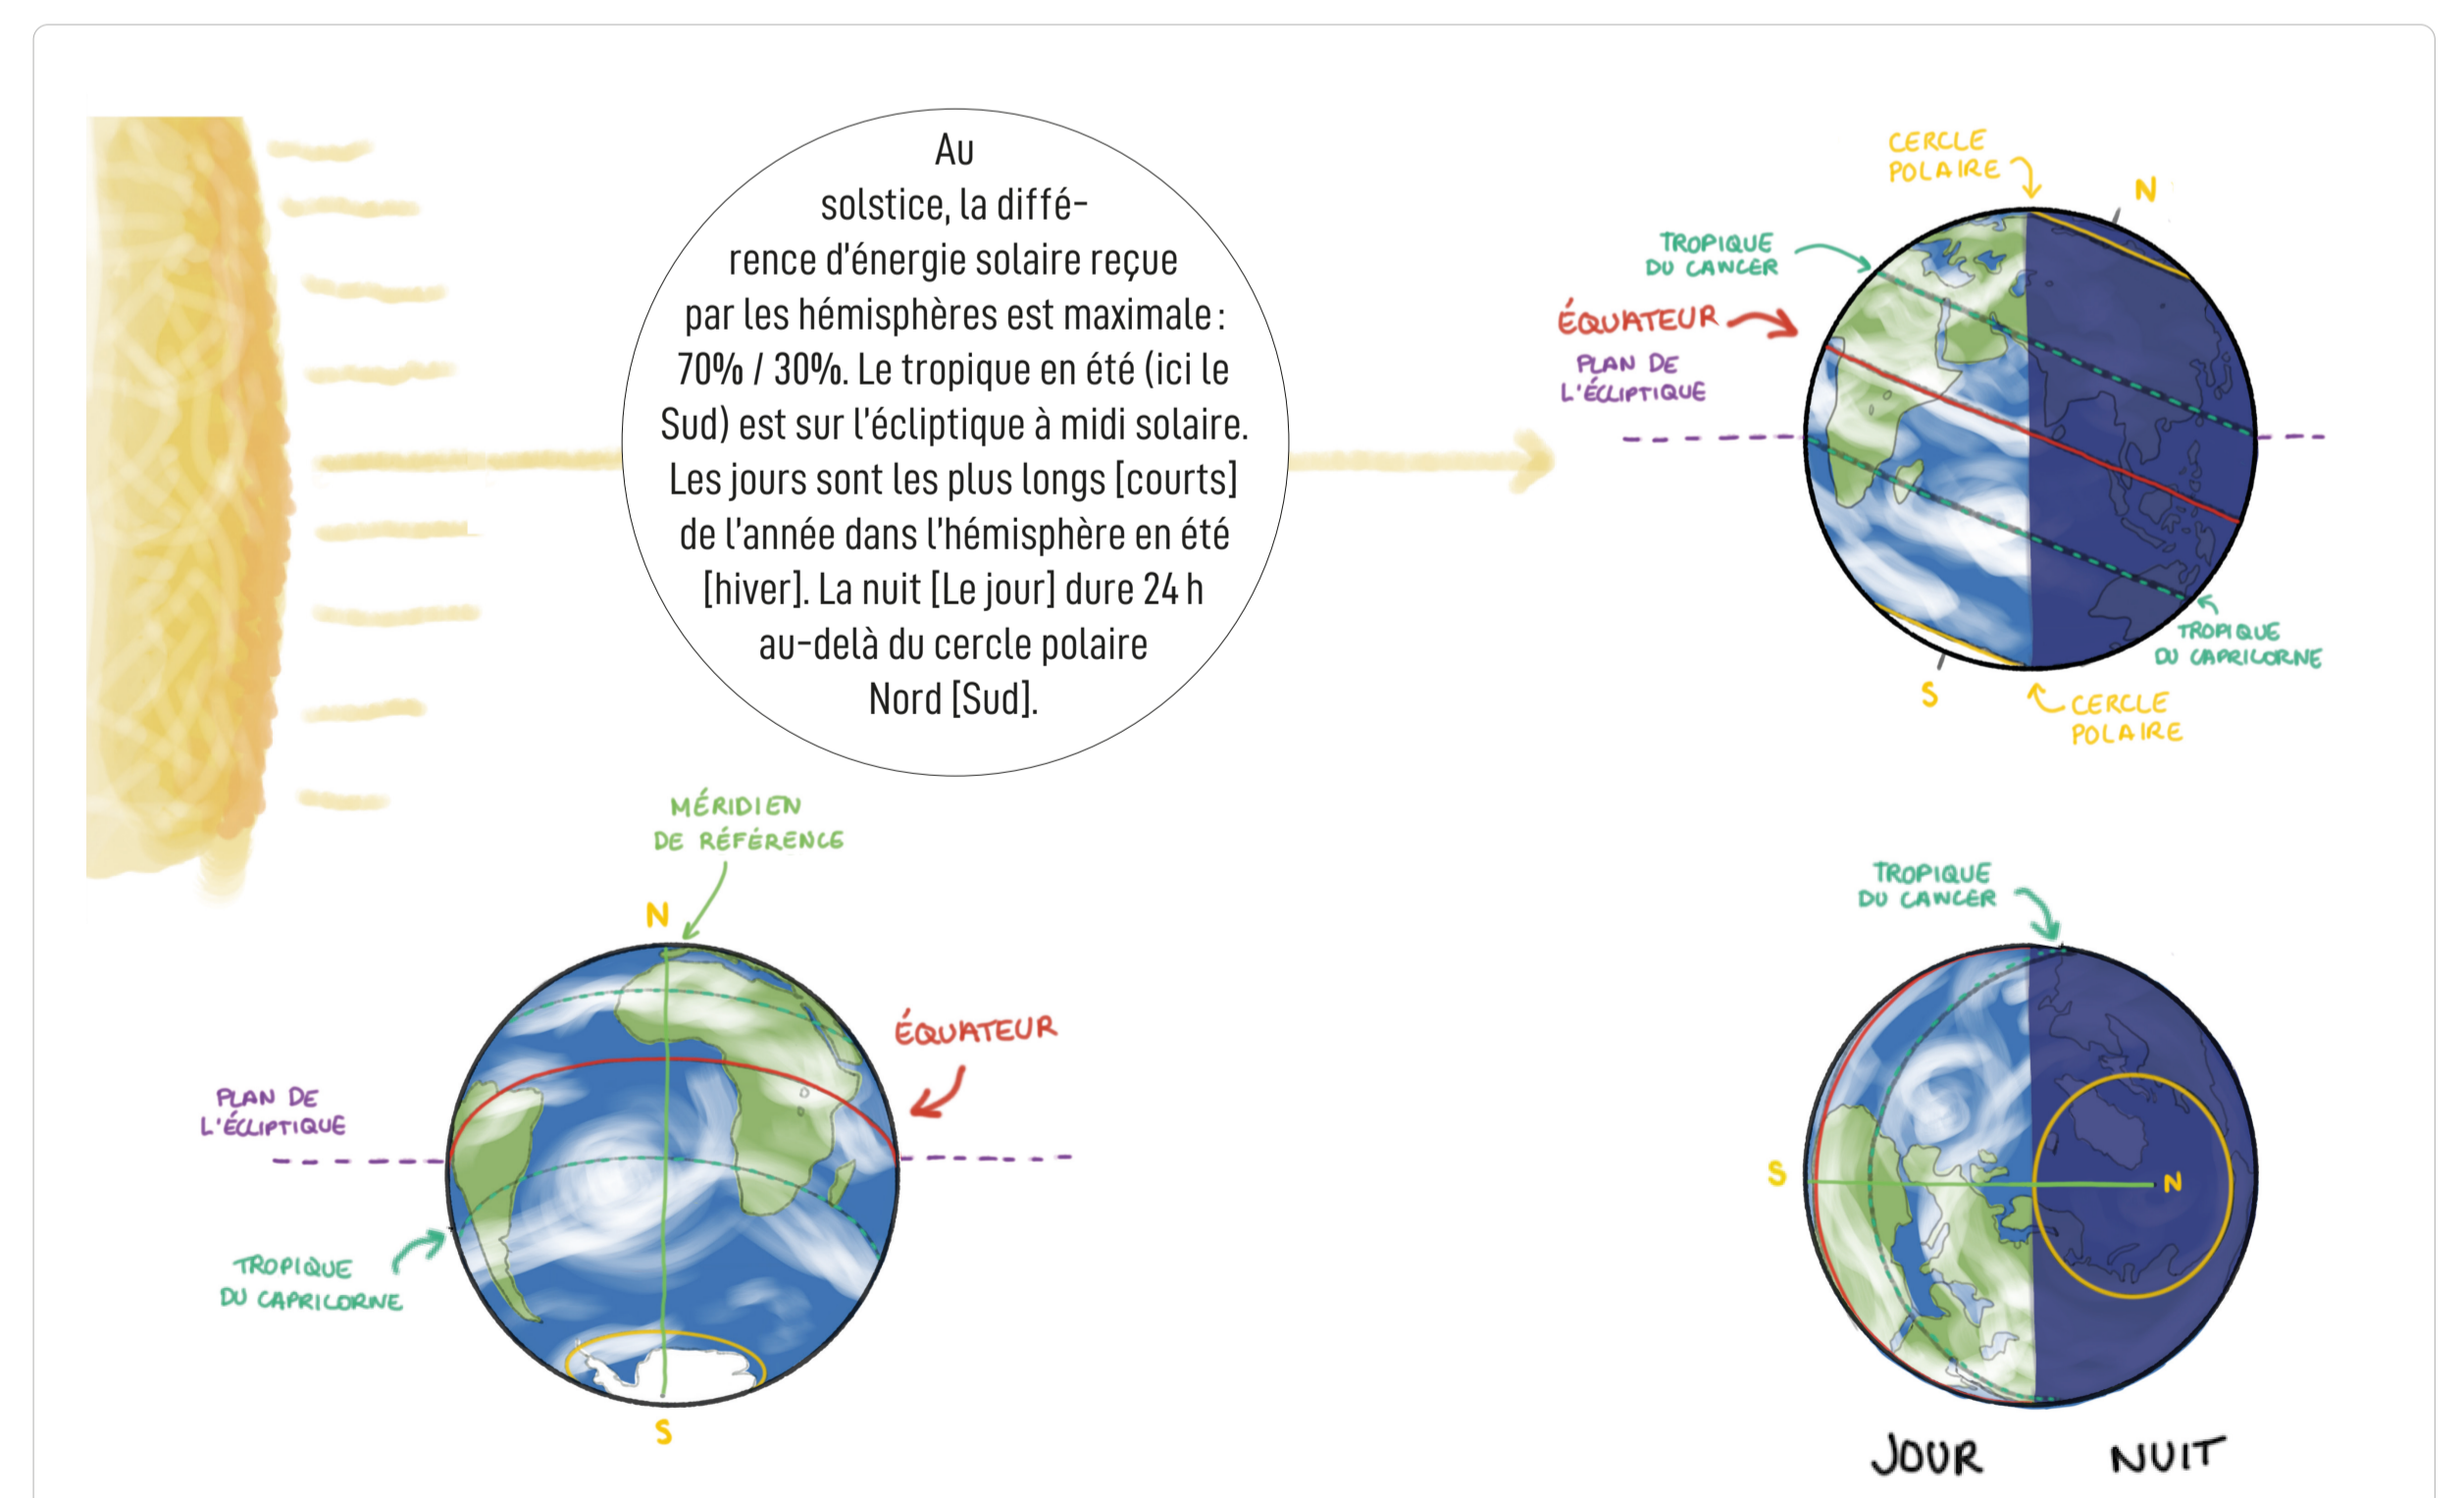 Au
solstice, la diffé-
rence d'énergie solaire reçue
par les hémisphères est maximale :
70% / 30%. Le tropique en été (ici le
Sud) est sur l'écliptique à midi solaire.
Les jours sont les plus longs [courts]
de l'année dans l'hémisphère en été
[hiver]. La nuit [Le jour] dure 24 h
au-delà du cercle polaire
Nord [Sud].
CERCLE
POLAIRE
N
TROPIQUE
DU CANCER
ÉQUATEUR
PLAN DE
L'ÉCLIPTIQUE
TROPIQUE
DU CAPRICORNE
S
CERCLE
POLAIRE
MÉRIDIEN
DE RÉFÉRENCE
N
ÉQUATEUR
PLAN DE
L'ÉCLIPTIQUE
TROPIQUE
DU CAPRICORNE
S
TROPIQUE
DU CANCER
S
N
JOUR
NUIT